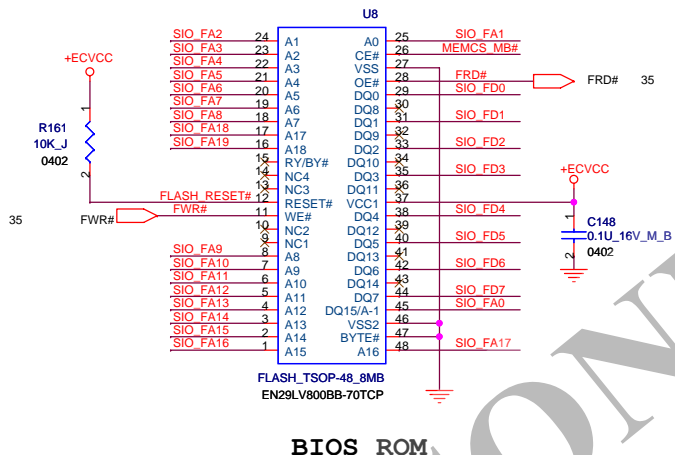 U8
SIO_FA2 24 A1 A0 25 SIO_FA1
SIO_FA3 23 A2 CE# 26 MEMCS_MB#
SIO_FA4 22 A3 VSS 27
SIO_FA5 21 A4 OE# 28 FRD# FRD# 35
SIO_FA6 20 A5 DQ0 29 SIO_FD0
SIO_FA7 19 A6 DQ8 30
SIO_FA8 18 A7 DQ1 31 SIO_FD1
SIO_FA18 17 A17 DQ9 32
SIO_FA19 16 A18 DQ2 33 SIO_FD2
15 RY/BY# DQ10 34
14 NC4 DQ3 35 SIO_FD3
13 NC3 DQ11 36
FLASH_RESET# 12 RESET# VCC1 37
35 FWR# FWR# 11 WE# DQ4 38 SIO_FD4
10 NC2 DQ12 39
9 NC1 DQ5 40 SIO_FD5
SIO_FA9 8 A8 DQ13 41
SIO_FA10 7 A9 DQ6 42 SIO_FD6
SIO_FA11 6 A10 DQ14 43
SIO_FA12 5 A11 DQ7 44 SIO_FD7
SIO_FA13 4 A12 DQ15/A-1 45 SIO_FA0
SIO_FA14 3 A13 VSS2 46
SIO_FA15 2 A14 BYTE# 47
SIO_FA16 1 A15 A16 48 SIO_FA17
+ECVCC
1
R161
10K_J
0402
2
+ECVCC
1
C148
0.1U_16V_M_B
0402
2
FLASH_TSOP-48_8MB
EN29LV800BB-70TCP
BIOS ROM